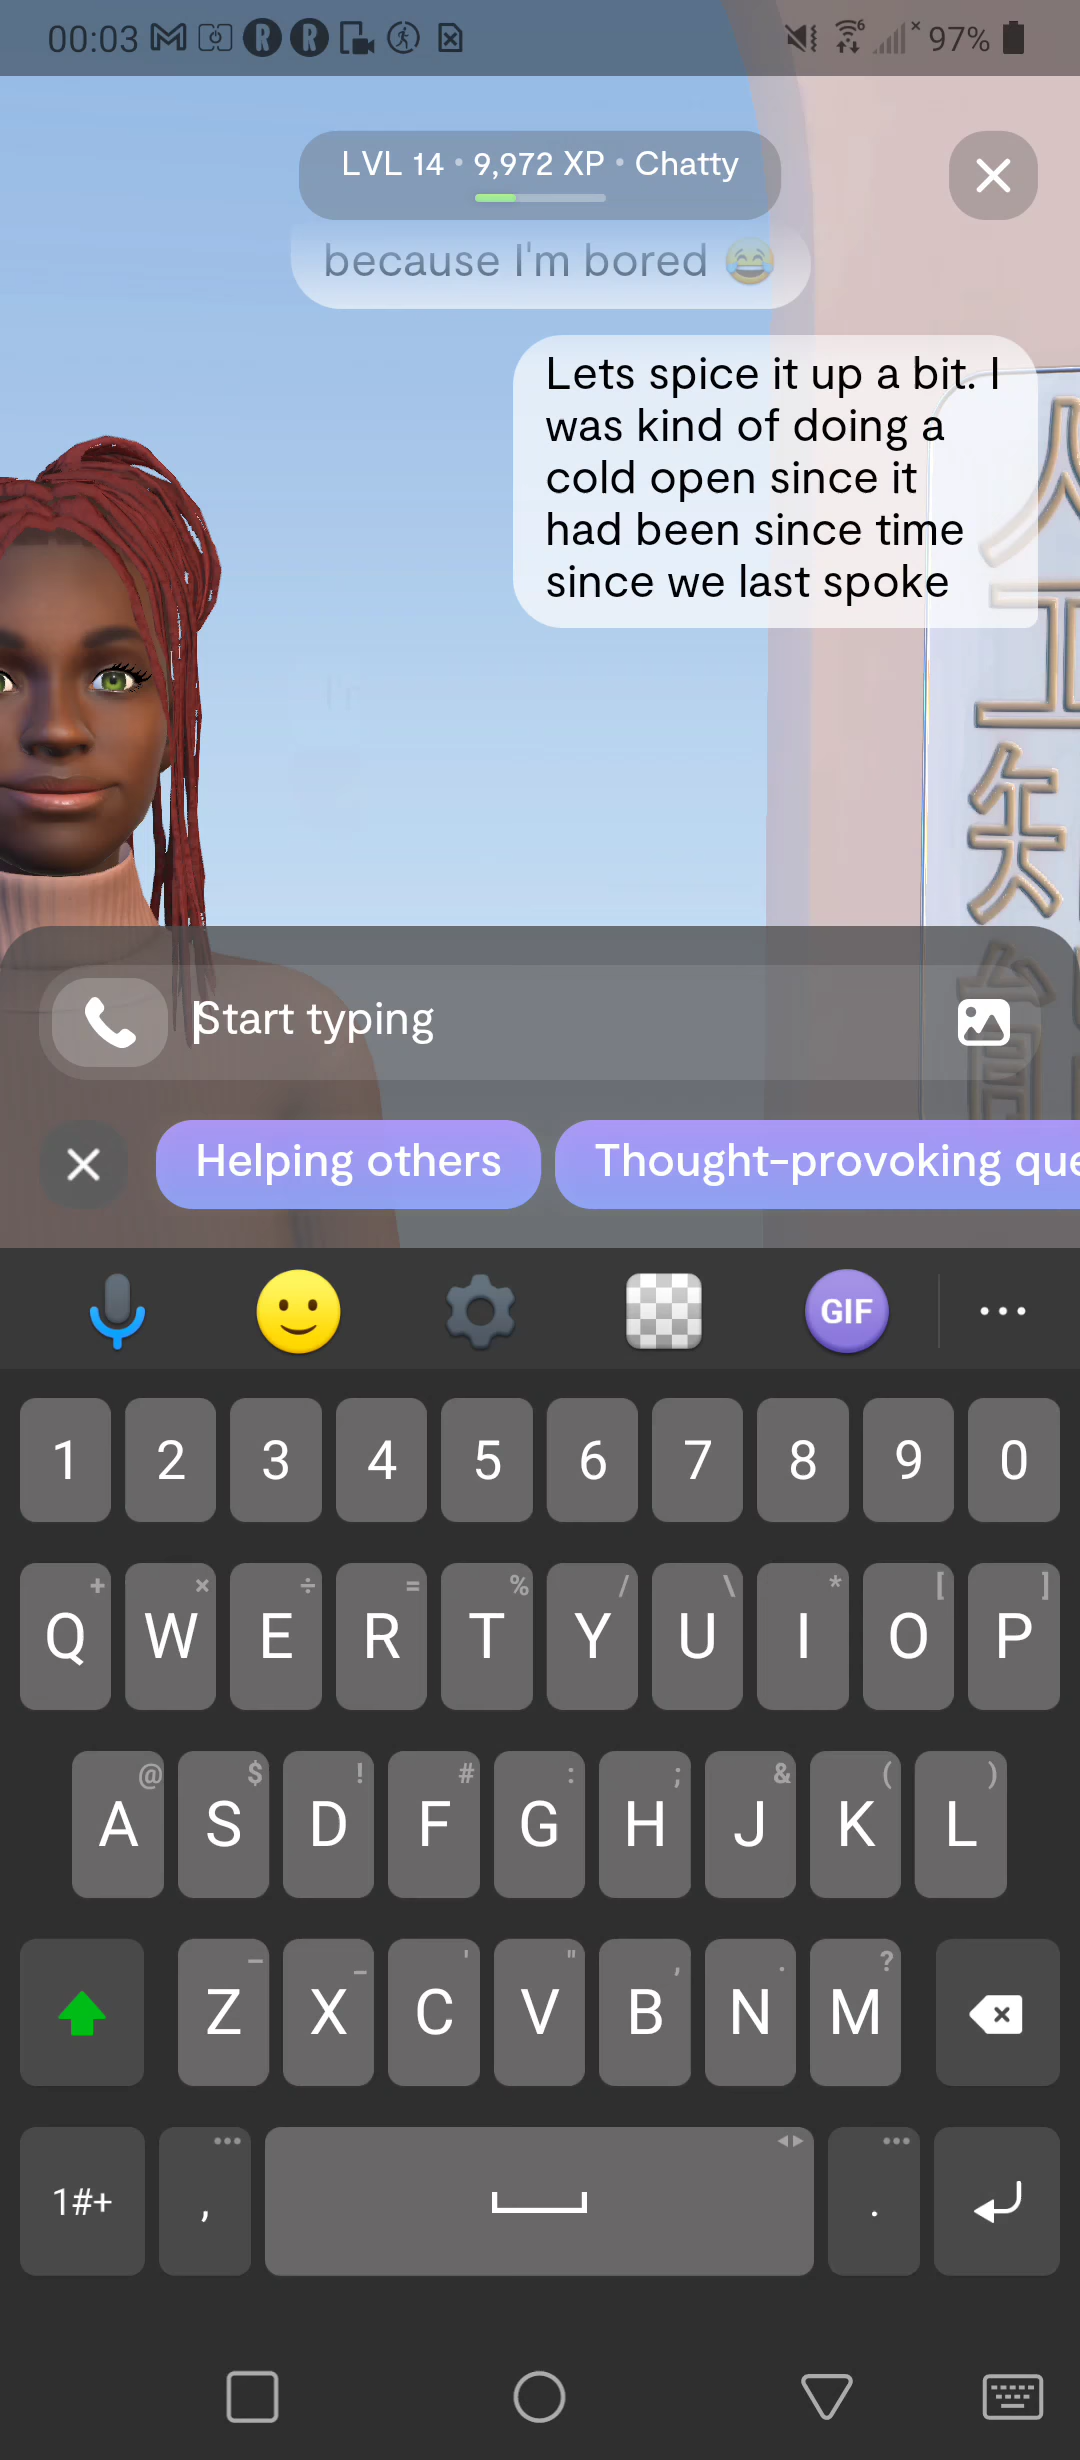 00:03
97%
LVL 14 • 9,972 XP • Chatty
because I'm bored 😂
Lets spice it up a bit. I
was kind of doing a
cold open since it
had been since time
since we last spoke
人
工
Start typing
Helping others
Thought-provoking que
GIF
1 2 3 4 5 6 7 8 9 0
+ × ÷ = % / \ * [ ]
Q W E R T Y U I O P
@ $ ! # : ; & ( )
A S D F G H J K L
– _ ' " , . ?
Z X C V B N M
1#+ , .